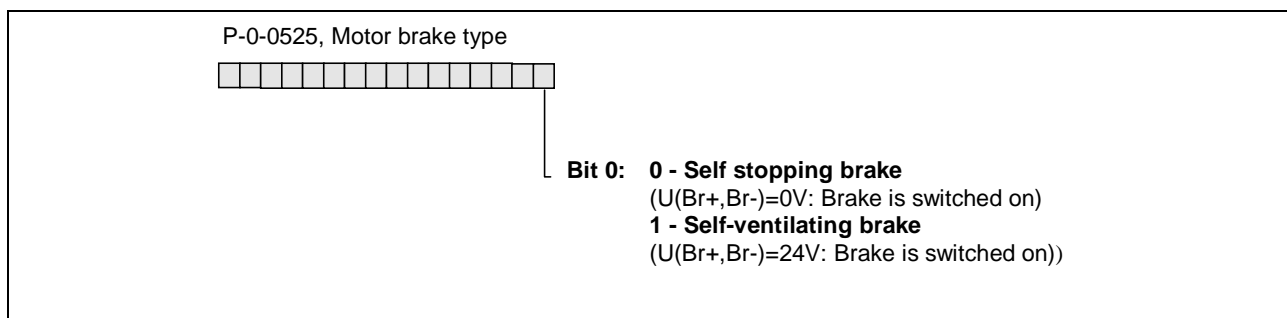 P-0-0525, Motor brake type
Bit 0: 0 - Self stopping brake
(U(Br+,Br-)=0V: Brake is switched on)
1 - Self-ventilating brake
(U(Br+,Br-)=24V: Brake is switched on))